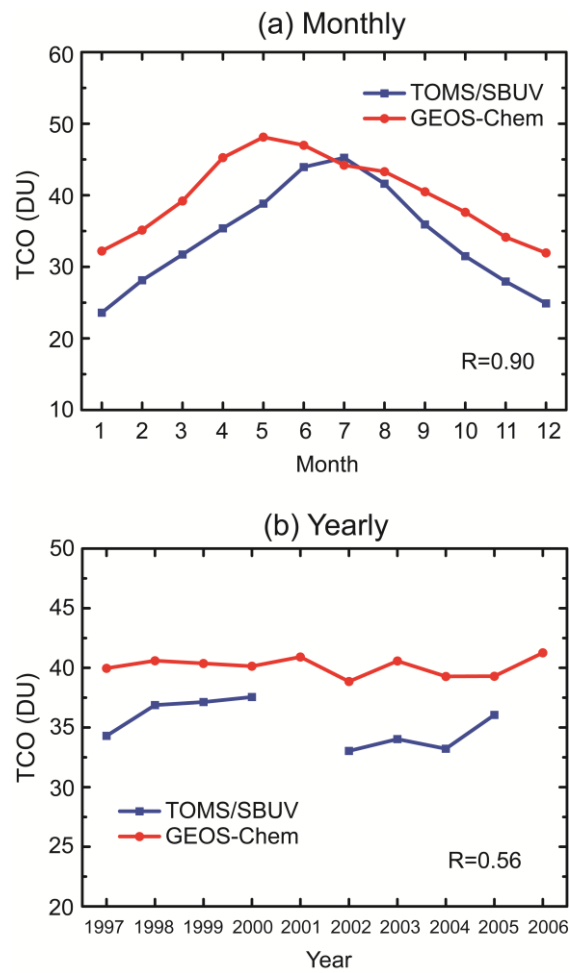 (a) Monthly
60
50
40
30
20
10
TCO (DU)
TOMS/SBUV
GEOS-Chem
R=0.90
1 2 3 4 5 6 7 8 9 10 11 12
Month
(b) Yearly
50
45
40
35
30
25
20
TCO (DU)
TOMS/SBUV
GEOS-Chem
R=0.56
1997 1998 1999 2000 2001 2002 2003 2004 2005 2006
Year